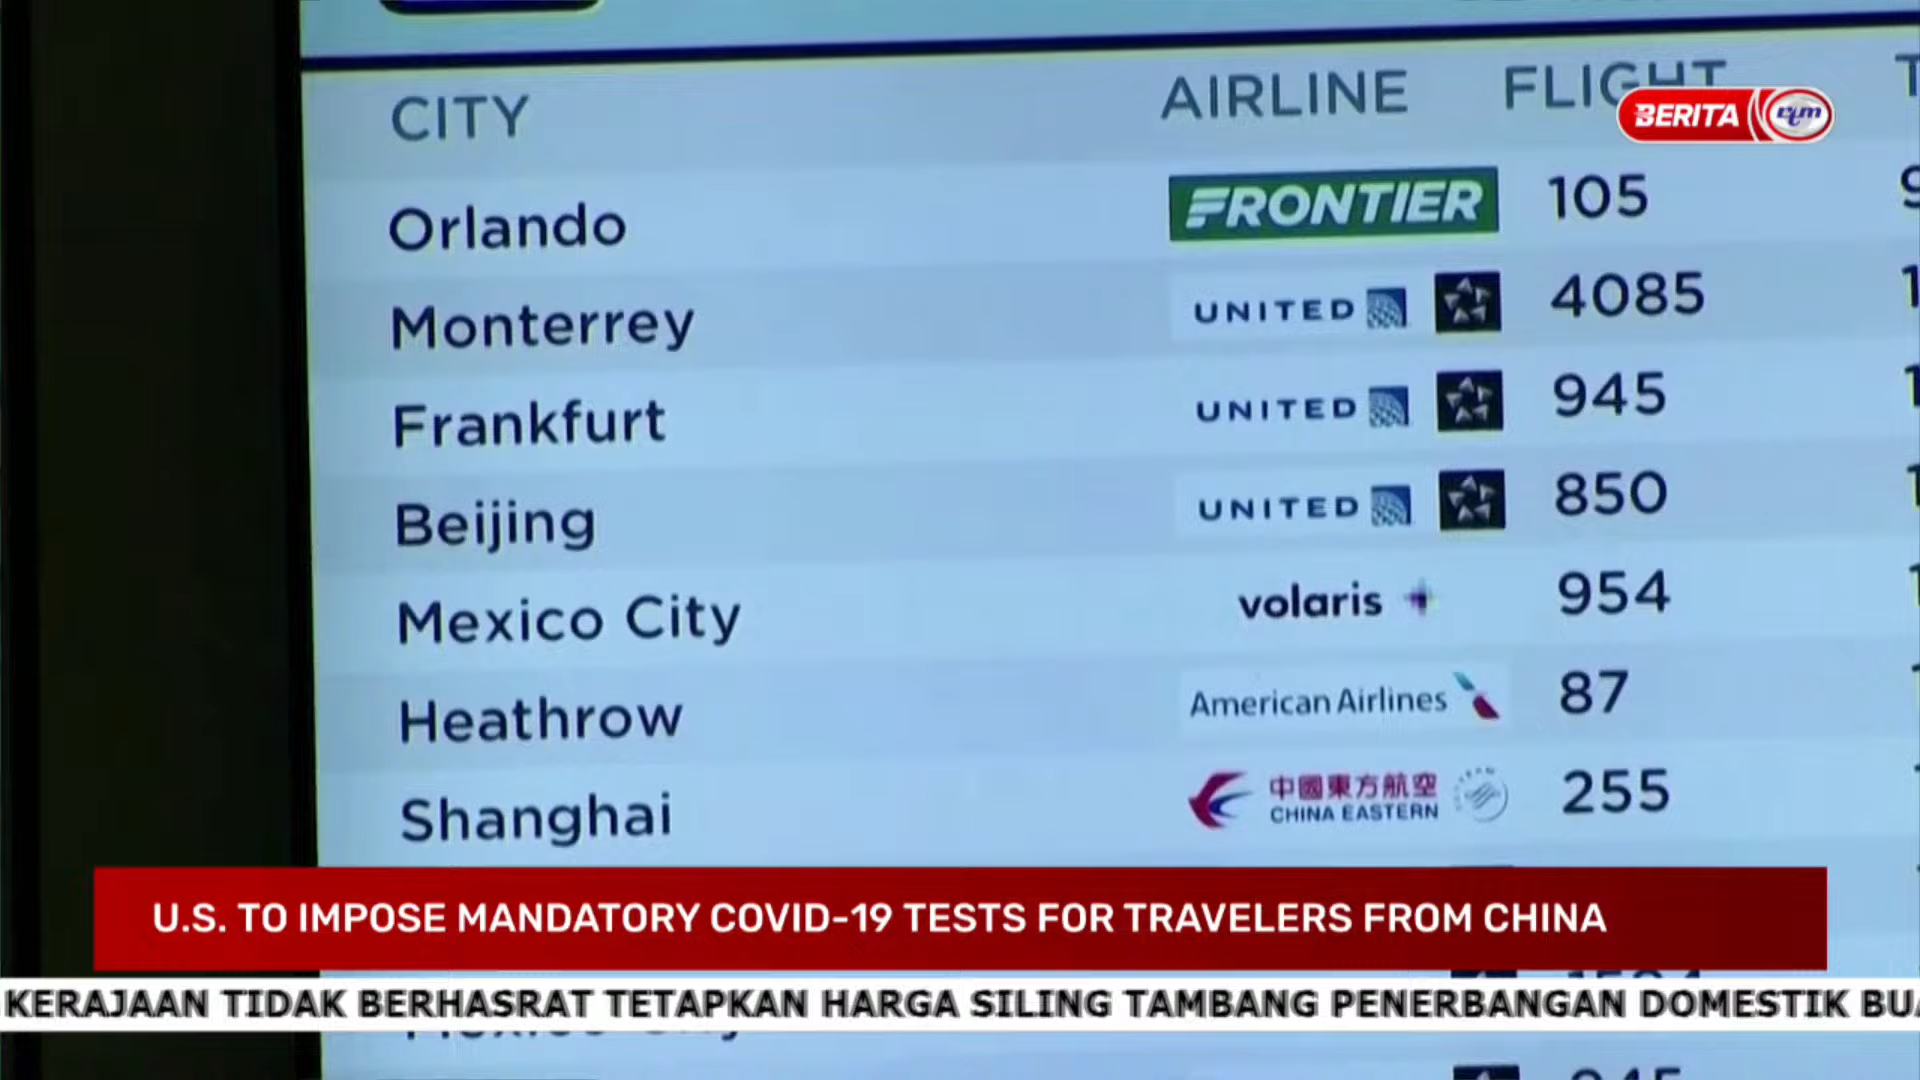 CITY AIRLINE FLIGHT
BERITA rtm
Orlando FRONTIER 105
Monterrey UNITED 4085
Frankfurt UNITED 945
Beijing UNITED 850
Mexico City volaris 954
Heathrow American Airlines 87
Shanghai 中國東方航空 CHINA EASTERN 255
U.S. TO IMPOSE MANDATORY COVID-19 TESTS FOR TRAVELERS FROM CHINA
KERAJAAN TIDAK BERHASRAT TETAPKAN HARGA SILING TAMBANG PENERBANGAN DOMESTIK